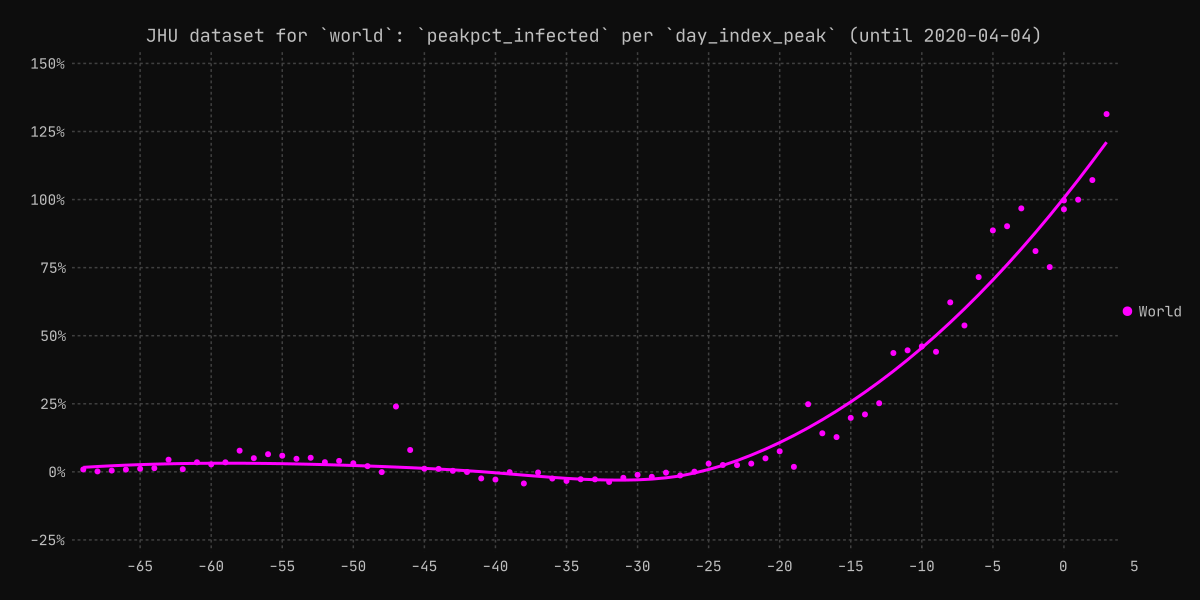 JHU dataset for `world`: `peakpct_infected` per `day_index_peak` (until 2020-04-04)
150%
125%
100%
75%
50%
25%
0%
-25%
World
-65 -60 -55 -50 -45 -40 -35 -30 -25 -20 -15 -10 -5 0 5